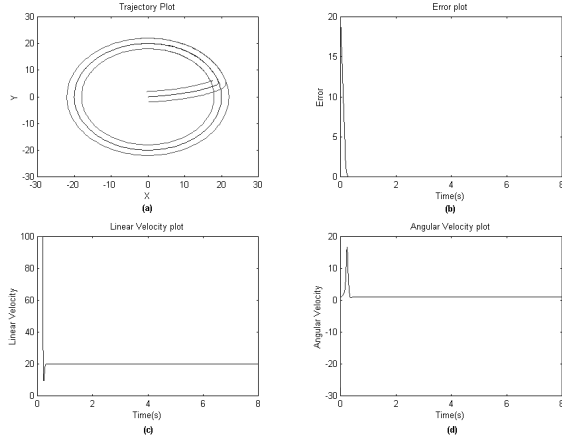 Trajectory Plot
30
20
10
0
-10
-20
-30
Y
-30
-20
-10
0
10
20
30
X
(a)
Error plot
20
15
10
5
0
Error
0
2
4
6
8
Time(s)
(b)
Linear Velocity plot
100
80
60
40
20
0
Linear Velocity
0
2
4
6
8
Time(s)
(c)
Angular Velocity plot
20
10
0
-10
-20
-30
Angular Velocity
0
2
4
6
8
Time(s)
(d)